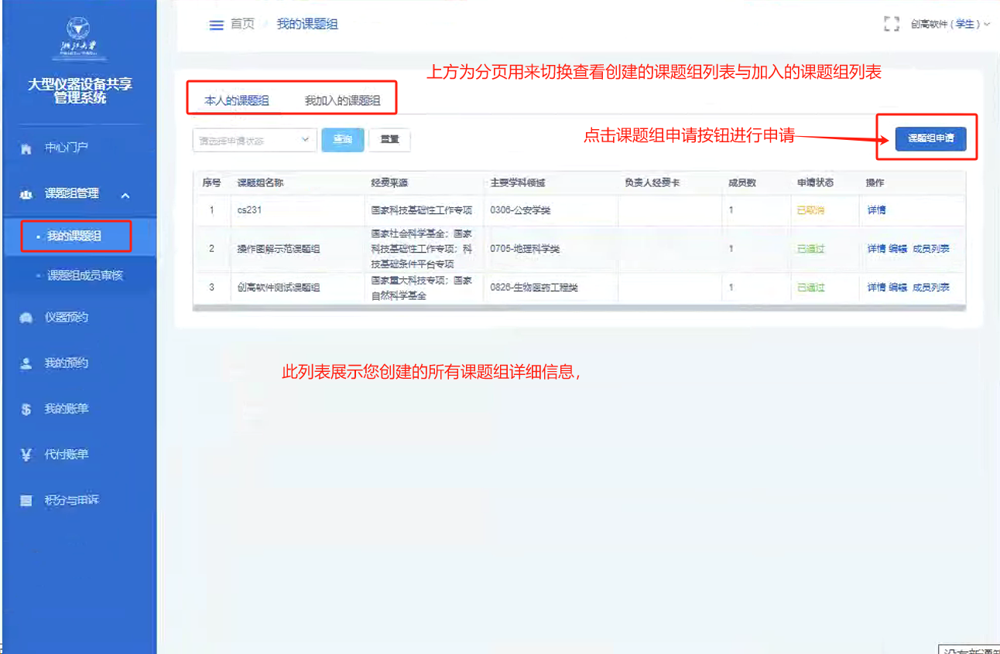 浙江大学
大型仪器设备共享
管理系统
中心门户
课题组管理
我的课题组
课题组成员审核
仪器预约
我的预约
我的账单
代付账单
积分与申诉
首页 / 我的课题组
创高软件 ( 学生 )
上方为分页用来切换查看创建的课题组列表与加入的课题组列表
本人的课题组 我加入的课题组
请选择申请状态 查询 重置
点击课题组申请按钮进行申请
课题组申请
序号 课题组名称 经费来源 主要学科领域 负责人经费卡 成员数 申请状态 操作
1 cs231 国家科技基础性工作专项 0306-公安学类 1 已取消 详情
国家社会科学基金；国家
2 操作图解示范课题组 科技基础性工作专项；科 0705-地理科学类 1 已通过 详情 编辑 成员列表
技基础条件平台专项
国家重大科技专项；国家
3 创高软件测试课题组 0826-生物医药工程类 1 已通过 详情 编辑 成员列表
自然科学基金
此列表展示您创建的所有课题组详细信息，